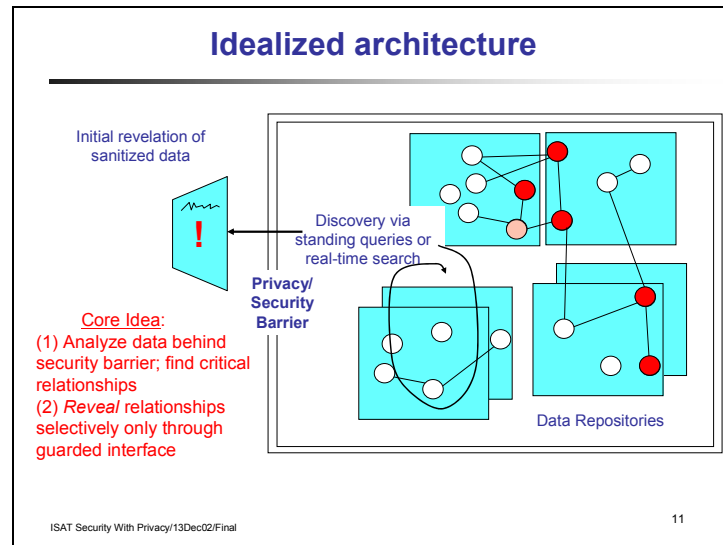 Idealized architecture
Initial revelation of
sanitized data
!
Discovery via
standing queries or
real-time search
Privacy/
Security
Barrier
Core Idea:
(1) Analyze data behind
security barrier; find critical
relationships
(2) Reveal relationships
selectively only through
guarded interface
Data Repositories
ISAT Security With Privacy/13Dec02/Final
11